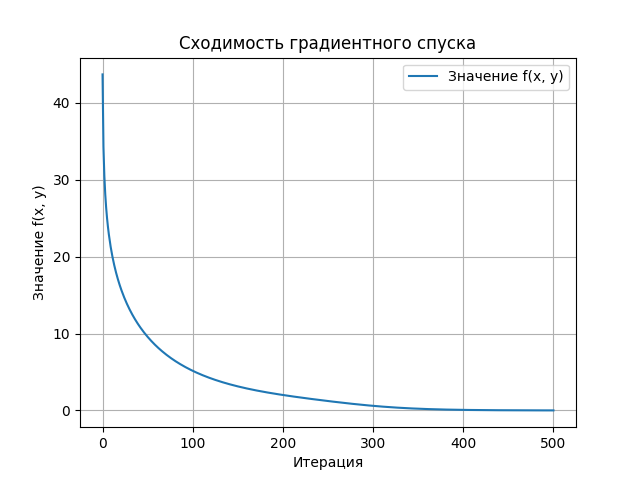 Сходимость градиентного спуска
Значение f(x, y)
Значение f(x, y)
40
30
20
10
0
0 100 200 300 400 500
Итерация